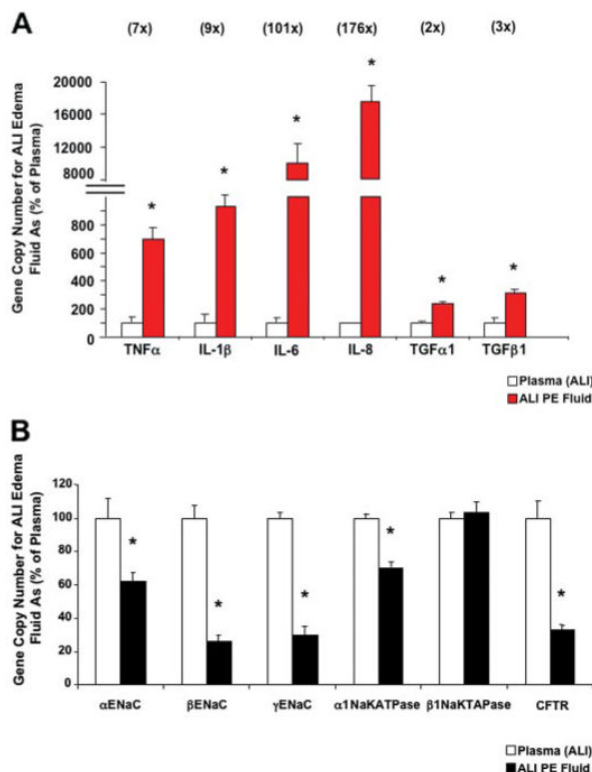 A
(7x) (9x) (101x) (176x) (2x) (3x)
Gene Copy Number for ALI Edema
Fluid As (% of Plasma)
20000
16000
12000
8000
800
600
400
200
0
* * * * * *
TNFα IL-1β IL-6 IL-8 TGFα1 TGFβ1
Plasma (ALI)
ALI PE Fluid
B
Gene Copy Number for ALI Edema
Fluid As (% of Plasma)
120
100
80
60
40
20
0
* * * * *
αENaC βENaC γENaC α1NaKATPase β1NaKTAPase CFTR
Plasma (ALI)
ALI PE Fluid